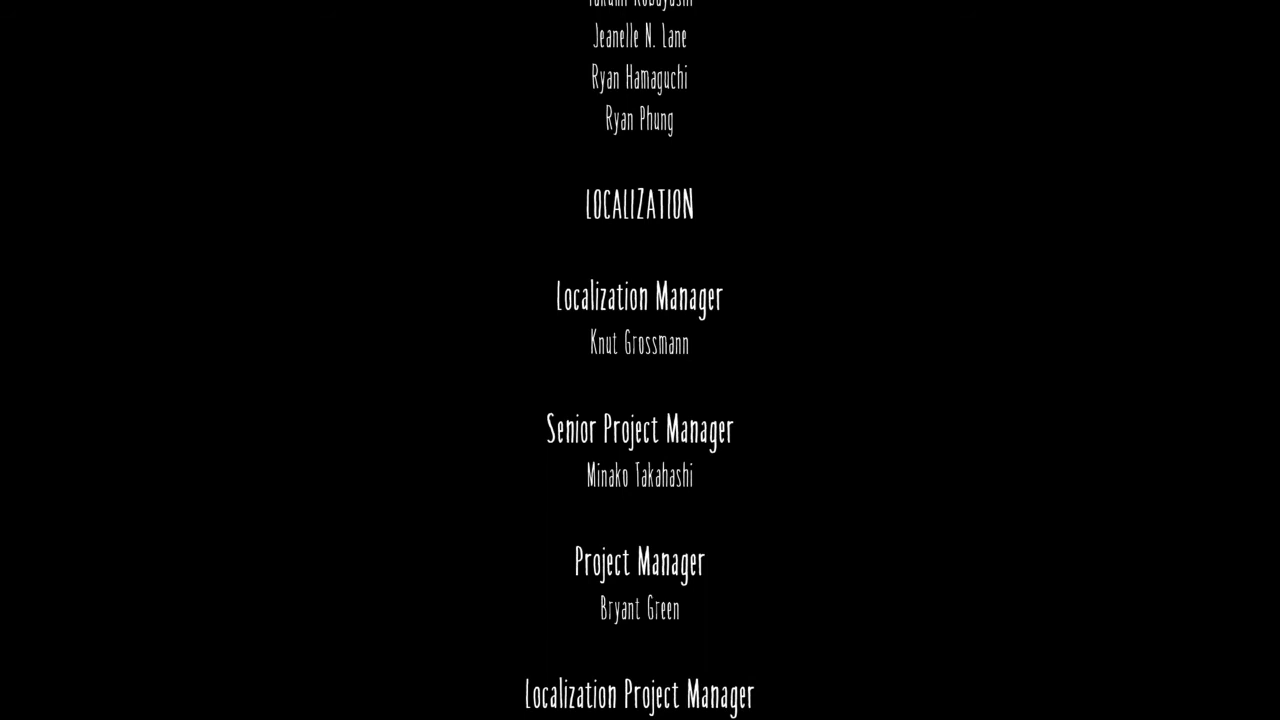 Jeanelle N. Lane
Ryan Hamaguchi
Ryan Phung
LOCALIZATION
Localization Manager
Knut Grossmann
Senior Project Manager
Minako Takahashi
Project Manager
Bryant Green
Localization Project Manager